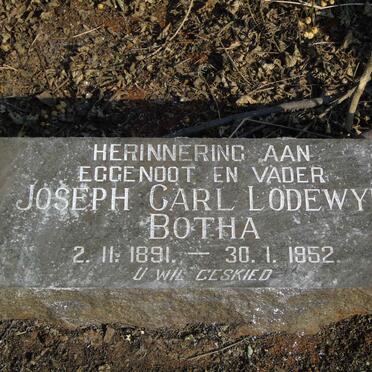 HERINNERING AAN
EGGENOOT EN VADER
JOSEPH CARL LODEWY
BOTHA
2.11.1891. — 30.1.1952.
U WIL GESKIED